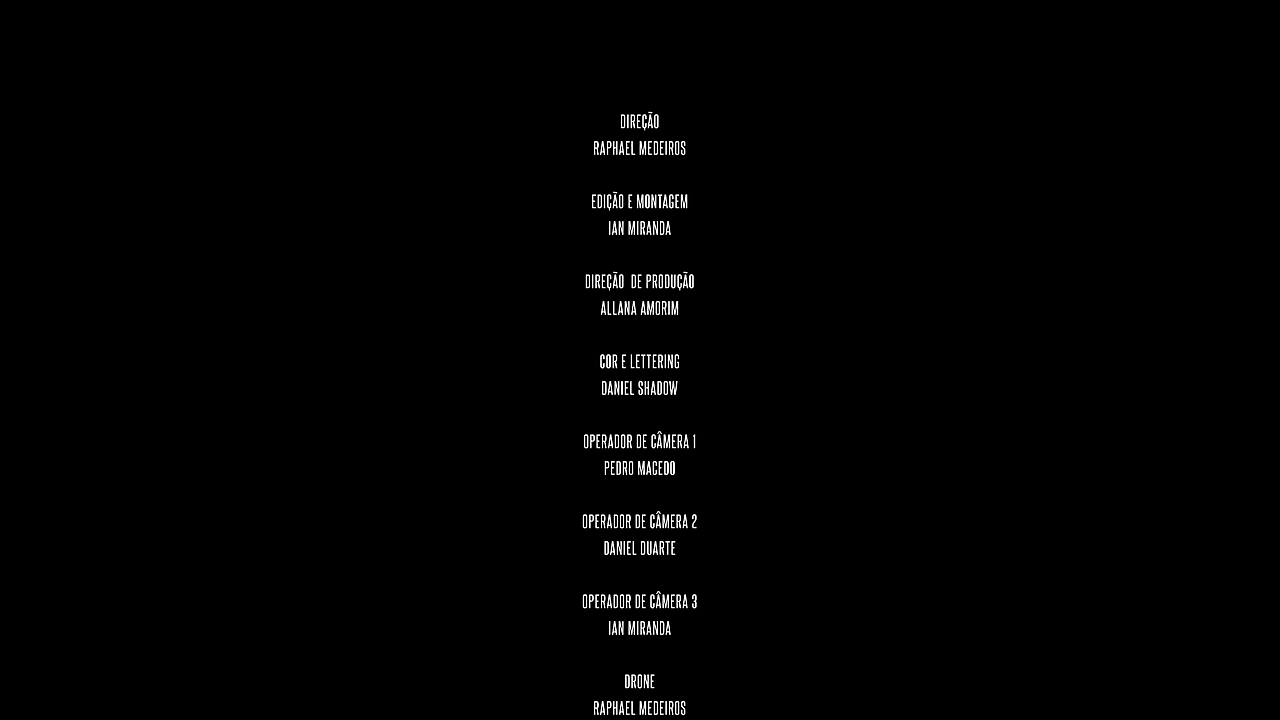 DIREÇÃO
RAPHAEL MEDEIROS
EDIÇÃO E MONTAGEM
IAN MIRANDA
DIREÇÃO DE PRODUÇÃO
ALLANA AMORIM
COR E LETTERING
DANIEL SHADOW
OPERADOR DE CÂMERA 1
PEDRO MACEDO
OPERADOR DE CÂMERA 2
DANIEL DUARTE
OPERADOR DE CÂMERA 3
IAN MIRANDA
DRONE
RAPHAEL MEDEIROS